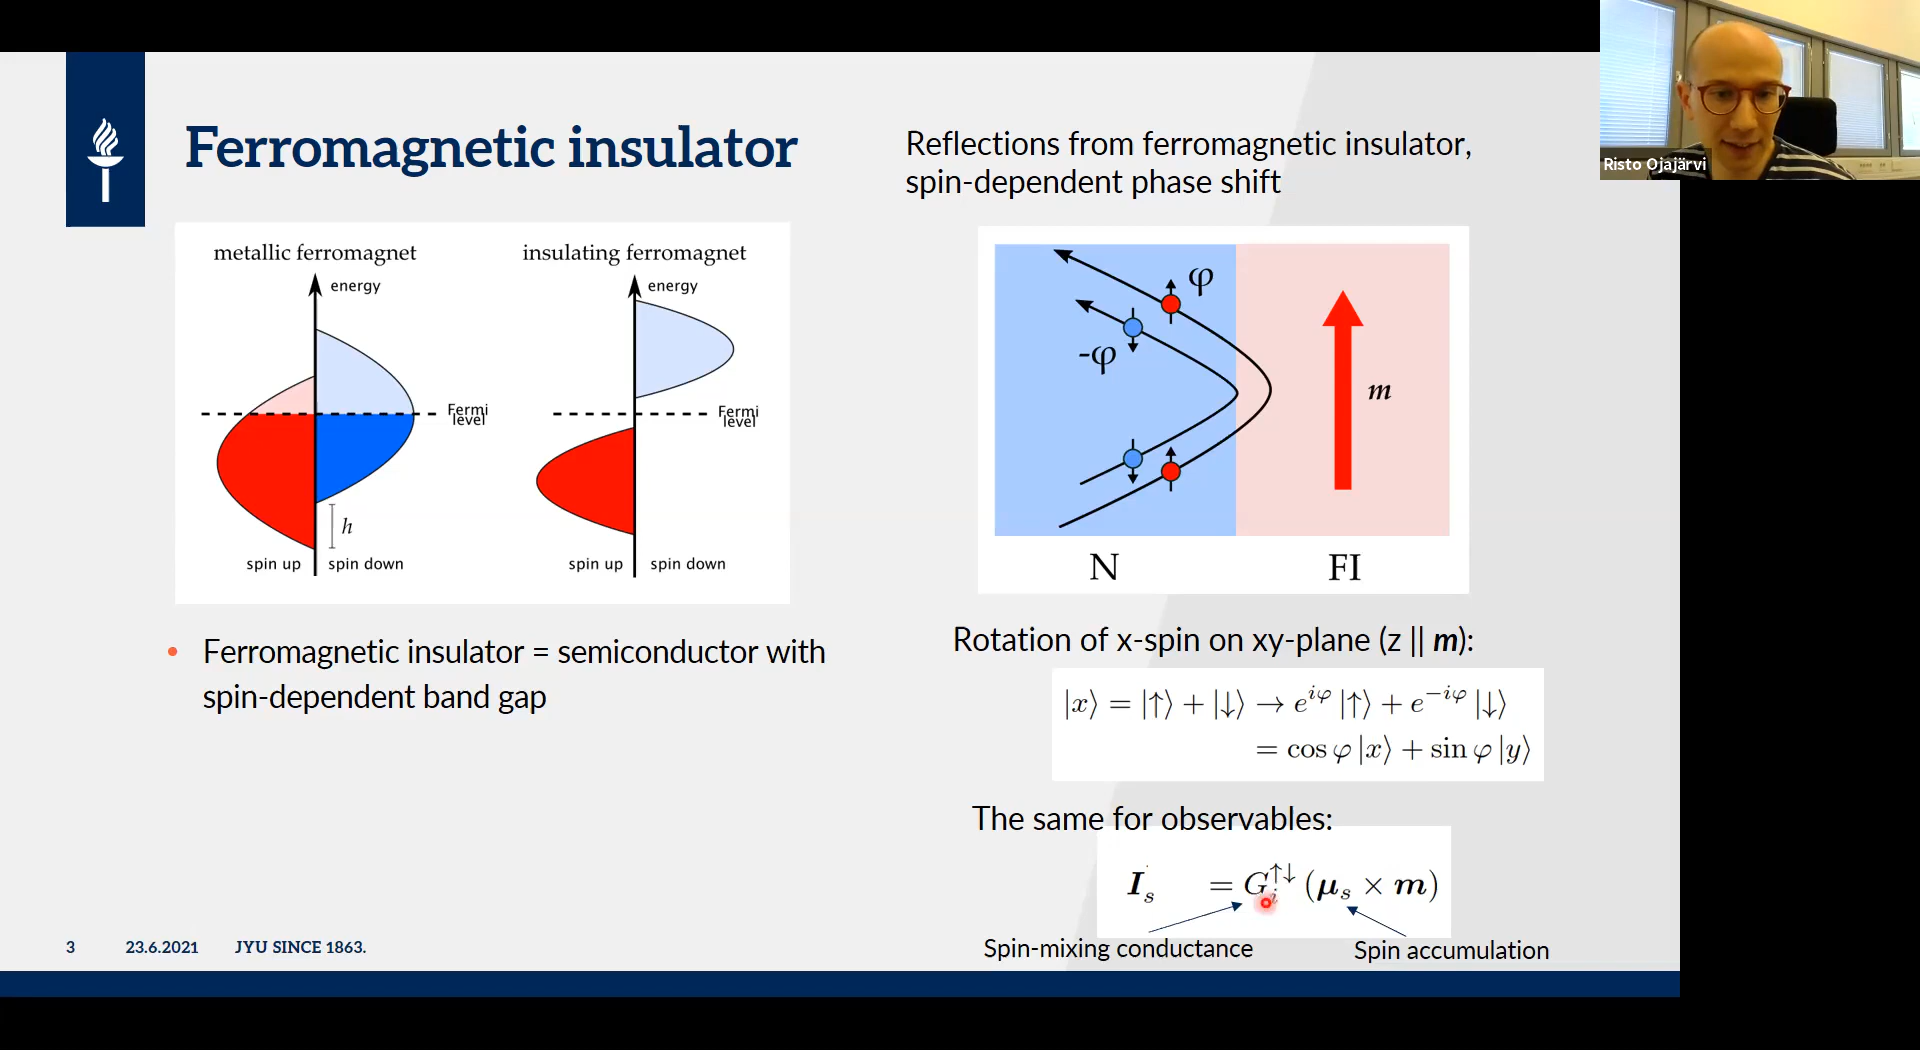 Ferromagnetic insulator
metallic ferromagnet
energy
Fermi
level
h
spin up
spin down
insulating ferromagnet
energy
Fermi
level
spin up
spin down
• Ferromagnetic insulator = semiconductor with
spin-dependent band gap
Reflections from ferromagnetic insulator,
spin-dependent phase shift
φ
-φ
m
N
FI
Rotation of x-spin on xy-plane (z || m):
|x⟩ = |↑⟩ + |↓⟩ → e^{iφ} |↑⟩ + e^{−iφ} |↓⟩
= cos φ |x⟩ + sin φ |y⟩
The same for observables:
I_s = G_i^{↑↓} (μ_s × m)
Spin-mixing conductance
Spin accumulation
3 23.6.2021 JYU SINCE 1863.
Risto Ojajärvi